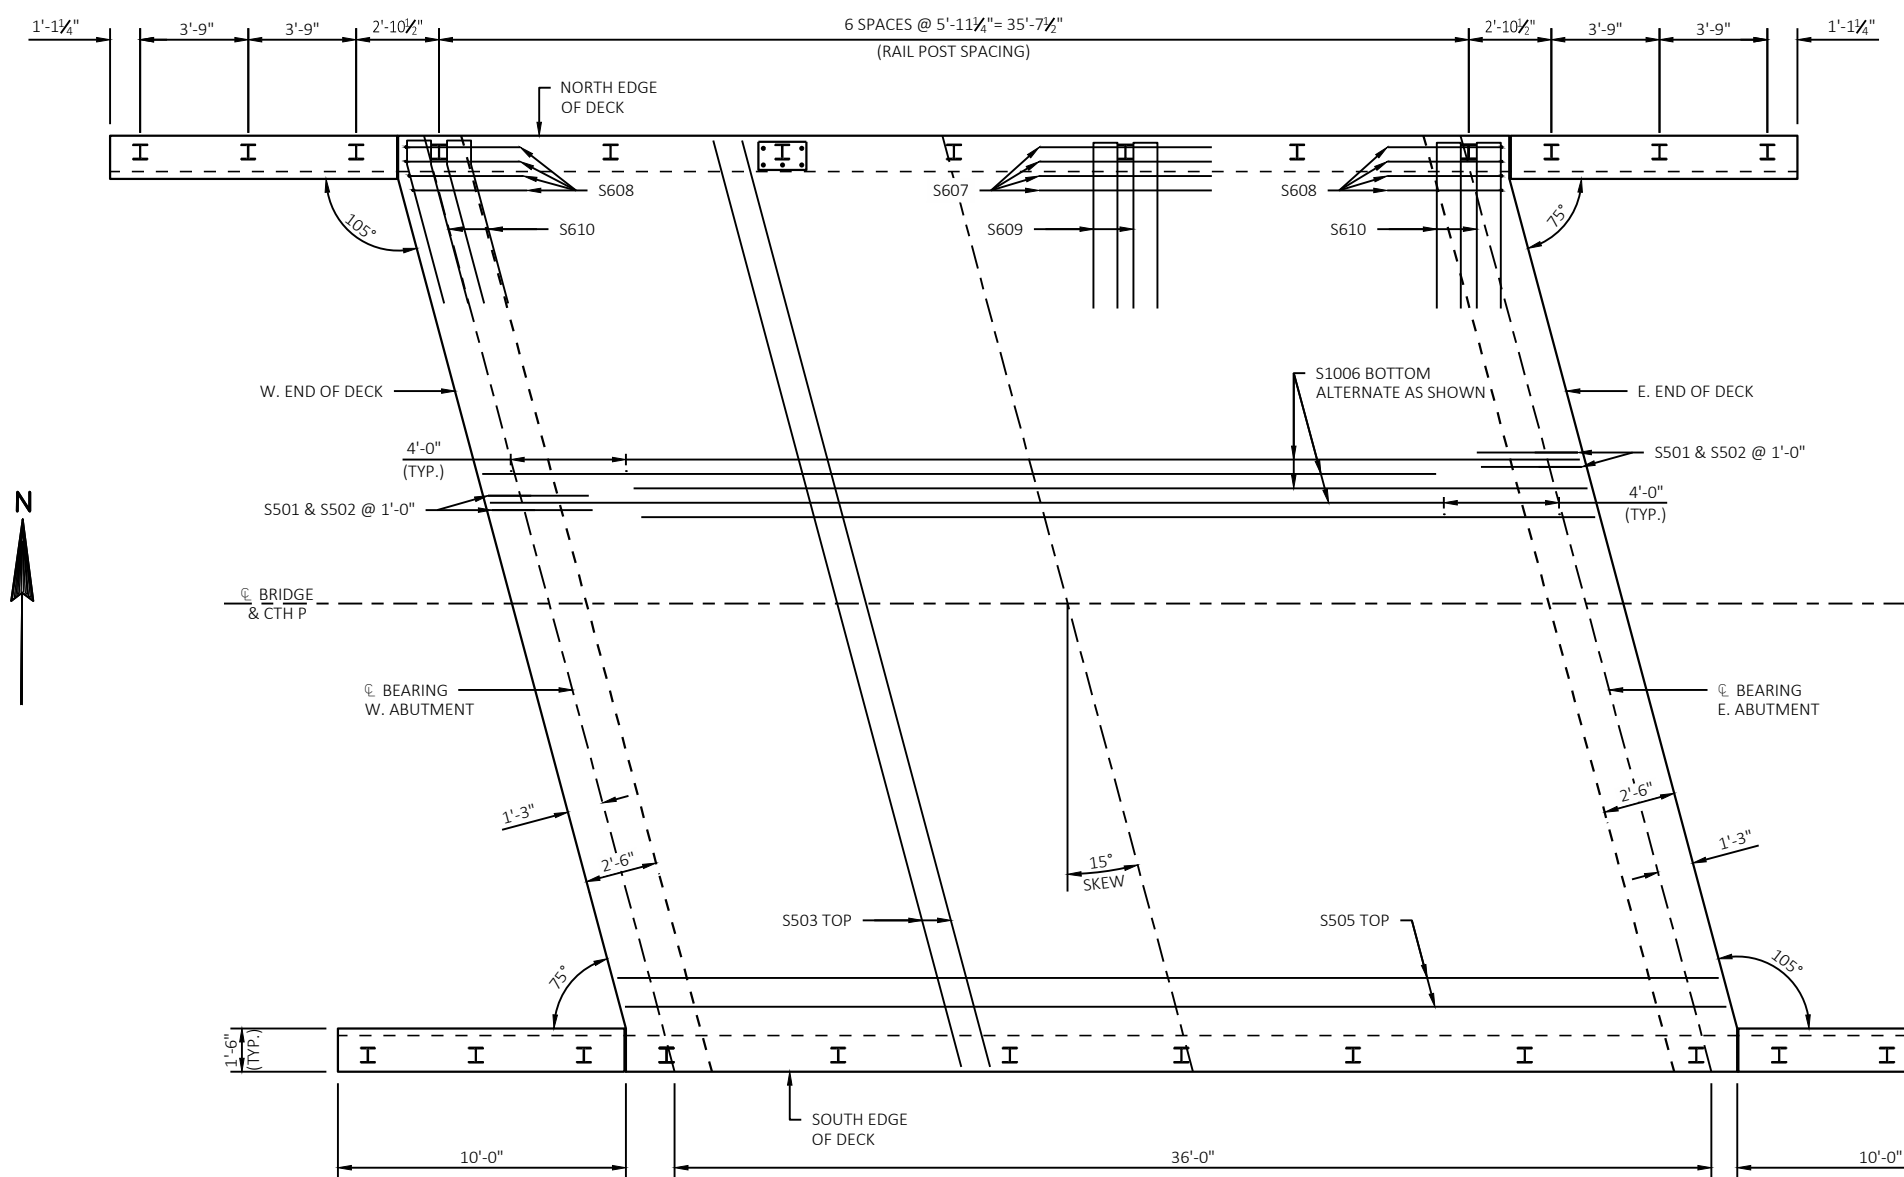 1'-1¼" 3'-9" 3'-9" 2'-10½" 6 SPACES @ 5'-11¼"= 35'-7½" 2'-10½" 3'-9" 3'-9" 1'-1¼"
(RAIL POST SPACING)
NORTH EDGE
OF DECK
S608
S607
S608
105°
S610
S609
S610
75°
W. END OF DECK
S1006 BOTTOM
ALTERNATE AS SHOWN
E. END OF DECK
4'-0"
(TYP.)
S501 & S502 @ 1'-0"
S501 & S502 @ 1'-0"
4'-0"
(TYP.)
N
℄ BRIDGE
& CTH P
℄ BEARING
W. ABUTMENT
℄ BEARING
E. ABUTMENT
1'-3"
2'-6"
2'-6"
1'-3"
15°
SKEW
S503 TOP
S505 TOP
75°
105°
1'-6"
(TYP.)
SOUTH EDGE
OF DECK
10'-0" 36'-0" 10'-0"